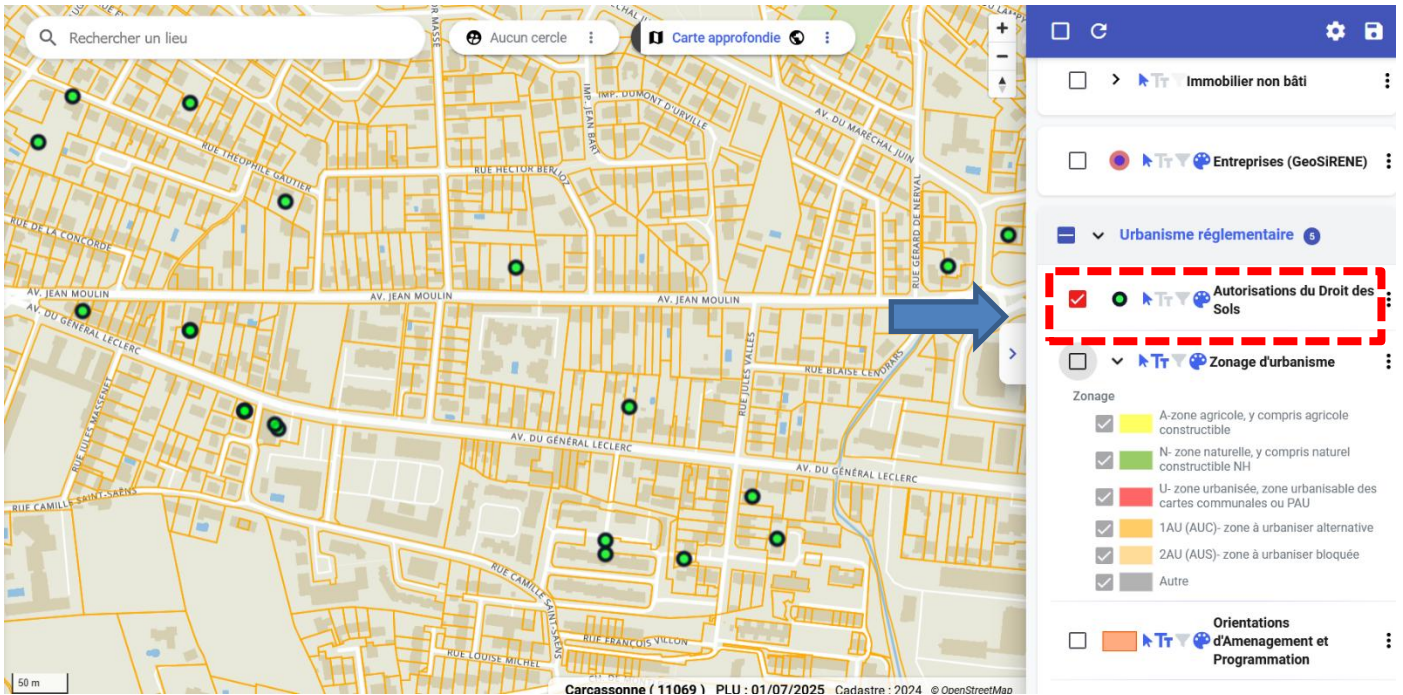 Rechercher un lieu
Aucun cercle
Carte approfondie
Immobilier non bâti
Entreprises (GeoSiRENE)
Urbanisme réglementaire 5
Autorisations du Droit des
Sols
Zonage d'urbanisme
Zonage
A-zone agricole, y compris agricole
constructible
N- zone naturelle, y compris naturel
constructible NH
U- zone urbanisée, zone urbanisable des
cartes communales ou PAU
1AU (AUC)- zone à urbaniser alternative
2AU (AUS)- zone à urbaniser bloquée
Autre
Orientations
d'Amenagement et
Programmation
IMP. DUMONT D'URVILLE
IMP. JEAN BART
AV. DU MARÉCHAL JUIN
RUE THÉOPHILE GAUTIER
RUE HECTOR BERLIOZ
RUE GÉRARD DE NERVAL
RUE DE LA CONCORDE
AV. JEAN MOULIN
AV. JEAN MOULIN
AV. JEAN MOULIN
AV. DU GÉNÉRAL LECLERC
RUE JULES MASSENET
RUE JULES VALLÈS
RUE BLAISE CENDRARS
AV. DU GÉNÉRAL LECLERC
AV. DU GÉNÉRAL LECLERC
RUE CAMILLE SAINT-SAËNS
RUE CAMILLE SAINT-SAËNS
RUE FRANÇOIS VILLON
RUE LOUISE MICHEL
50 m
Carcassonne ( 11069 ) PLU : 01/07/2025 Cadastre : 2024 © OpenStreetMap